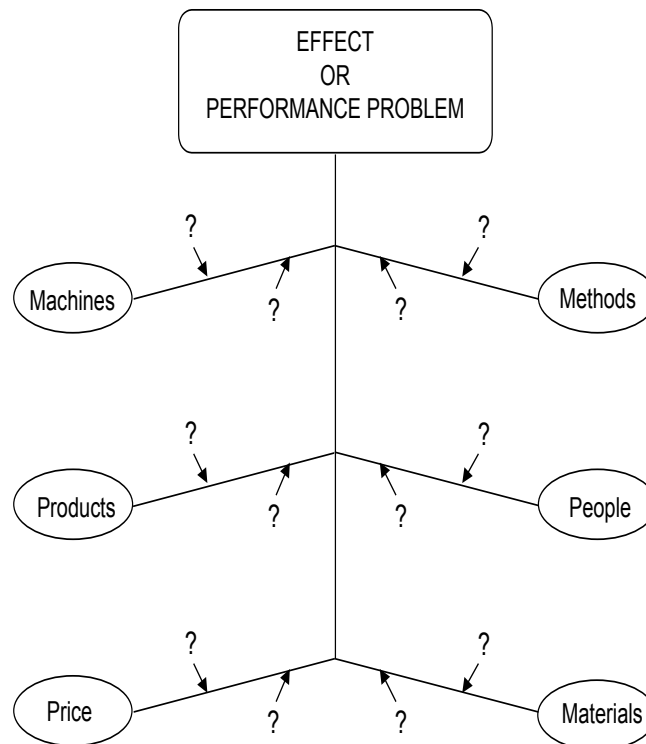 EFFECT
OR
PERFORMANCE PROBLEM
? ?
Machines ? ? Methods
? ?
Products ? ? People
? ?
Price ? ? Materials